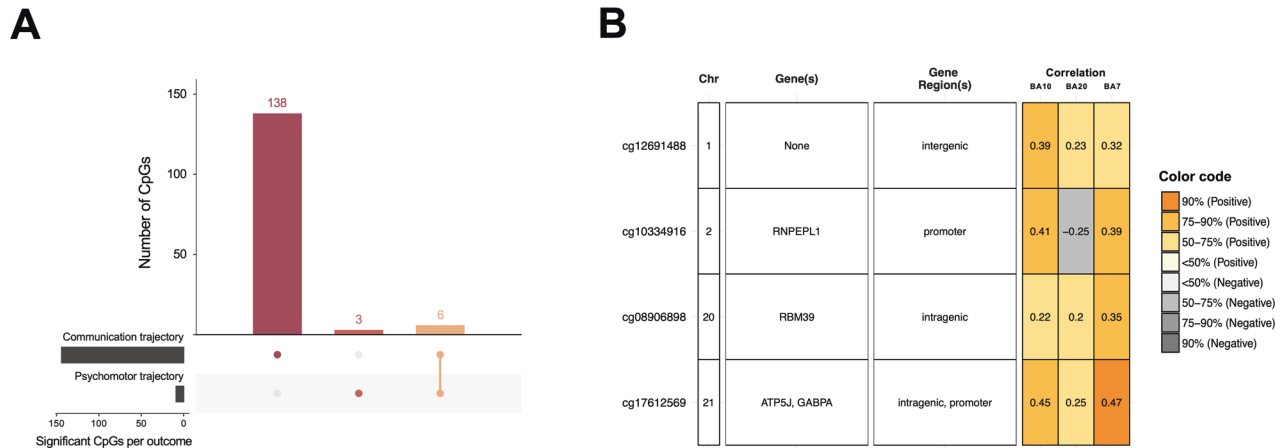 A
150
100
50
Number of CpGs
138
3
6
Communication trajectory
Psychomotor trajectory
150 100 50 0
Significant CpGs per outcome
B
Chr Gene(s) Gene Region(s) Correlation
BA10 BA20 BA7
cg12691488 1 None intergenic 0.39 0.23 0.32
cg10334916 2 RNPEPL1 promoter 0.41 −0.25 0.39
cg08906898 20 RBM39 intragenic 0.22 0.2 0.35
cg17612569 21 ATP5J, GABPA intragenic, promoter 0.45 0.25 0.47
Color code
90% (Positive)
75−90% (Positive)
50−75% (Positive)
<50% (Positive)
<50% (Negative)
50−75% (Negative)
75−90% (Negative)
90% (Negative)